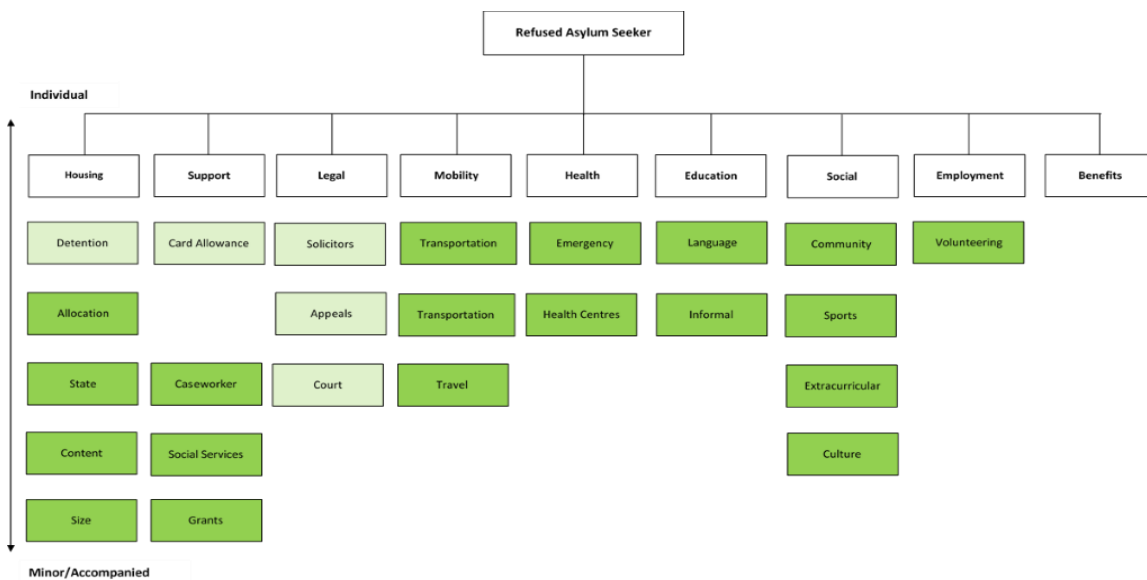 Refused Asylum Seeker
Individual
Housing
Support
Legal
Mobility
Health
Education
Social
Employment
Benefits
Detention
Card Allowance
Solicitors
Transportation
Emergency
Language
Community
Volunteering
Allocation
Appeals
Transportation
Health Centres
Informal
Sports
State
Caseworker
Court
Travel
Extracurricular
Content
Social Services
Culture
Size
Grants
Minor/Accompanied